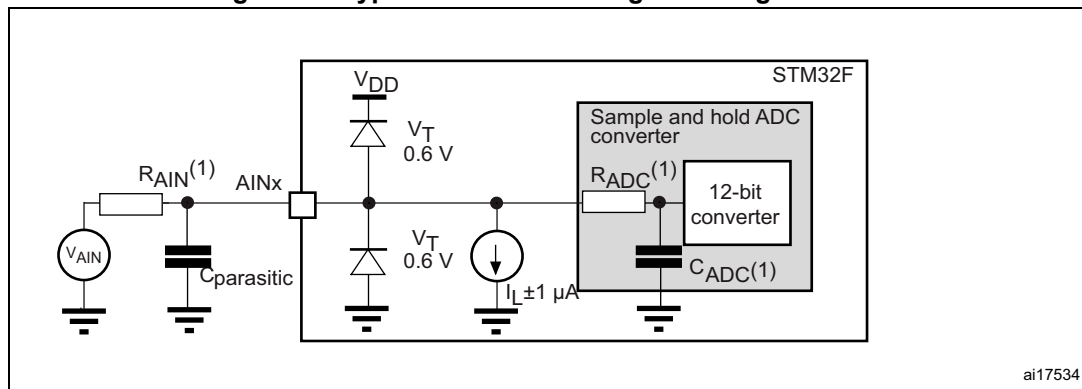 STM32F
VDD
Sample and hold ADC
converter
VT
0.6 V
RAIN(1)
AINx
RADC(1)
12-bit
converter
VAIN
Cparasitic
VT
0.6 V
IL±1 µA
CADC(1)
ai17534